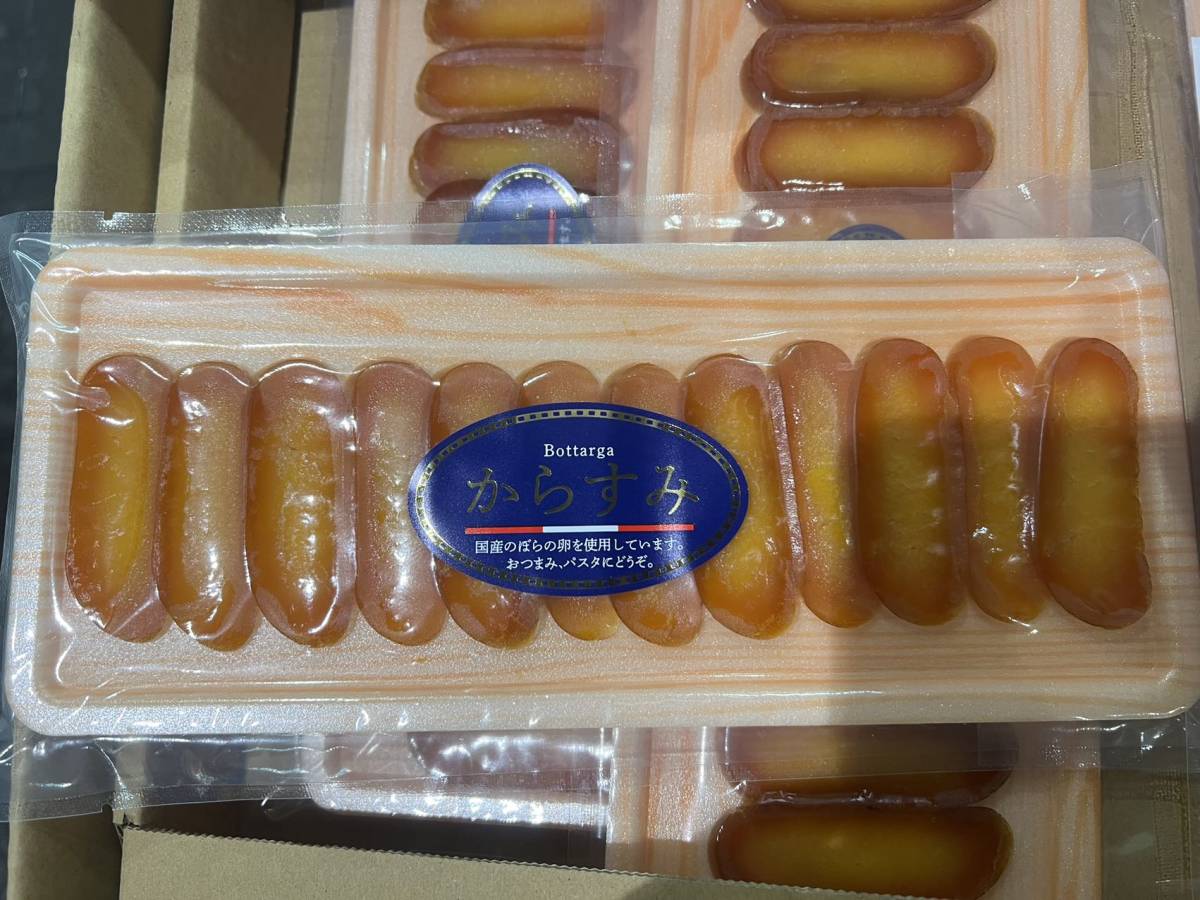 Bottarga
からすみ
国産のぼらの卵を使用しています。
おつまみ、パスタにどうぞ。